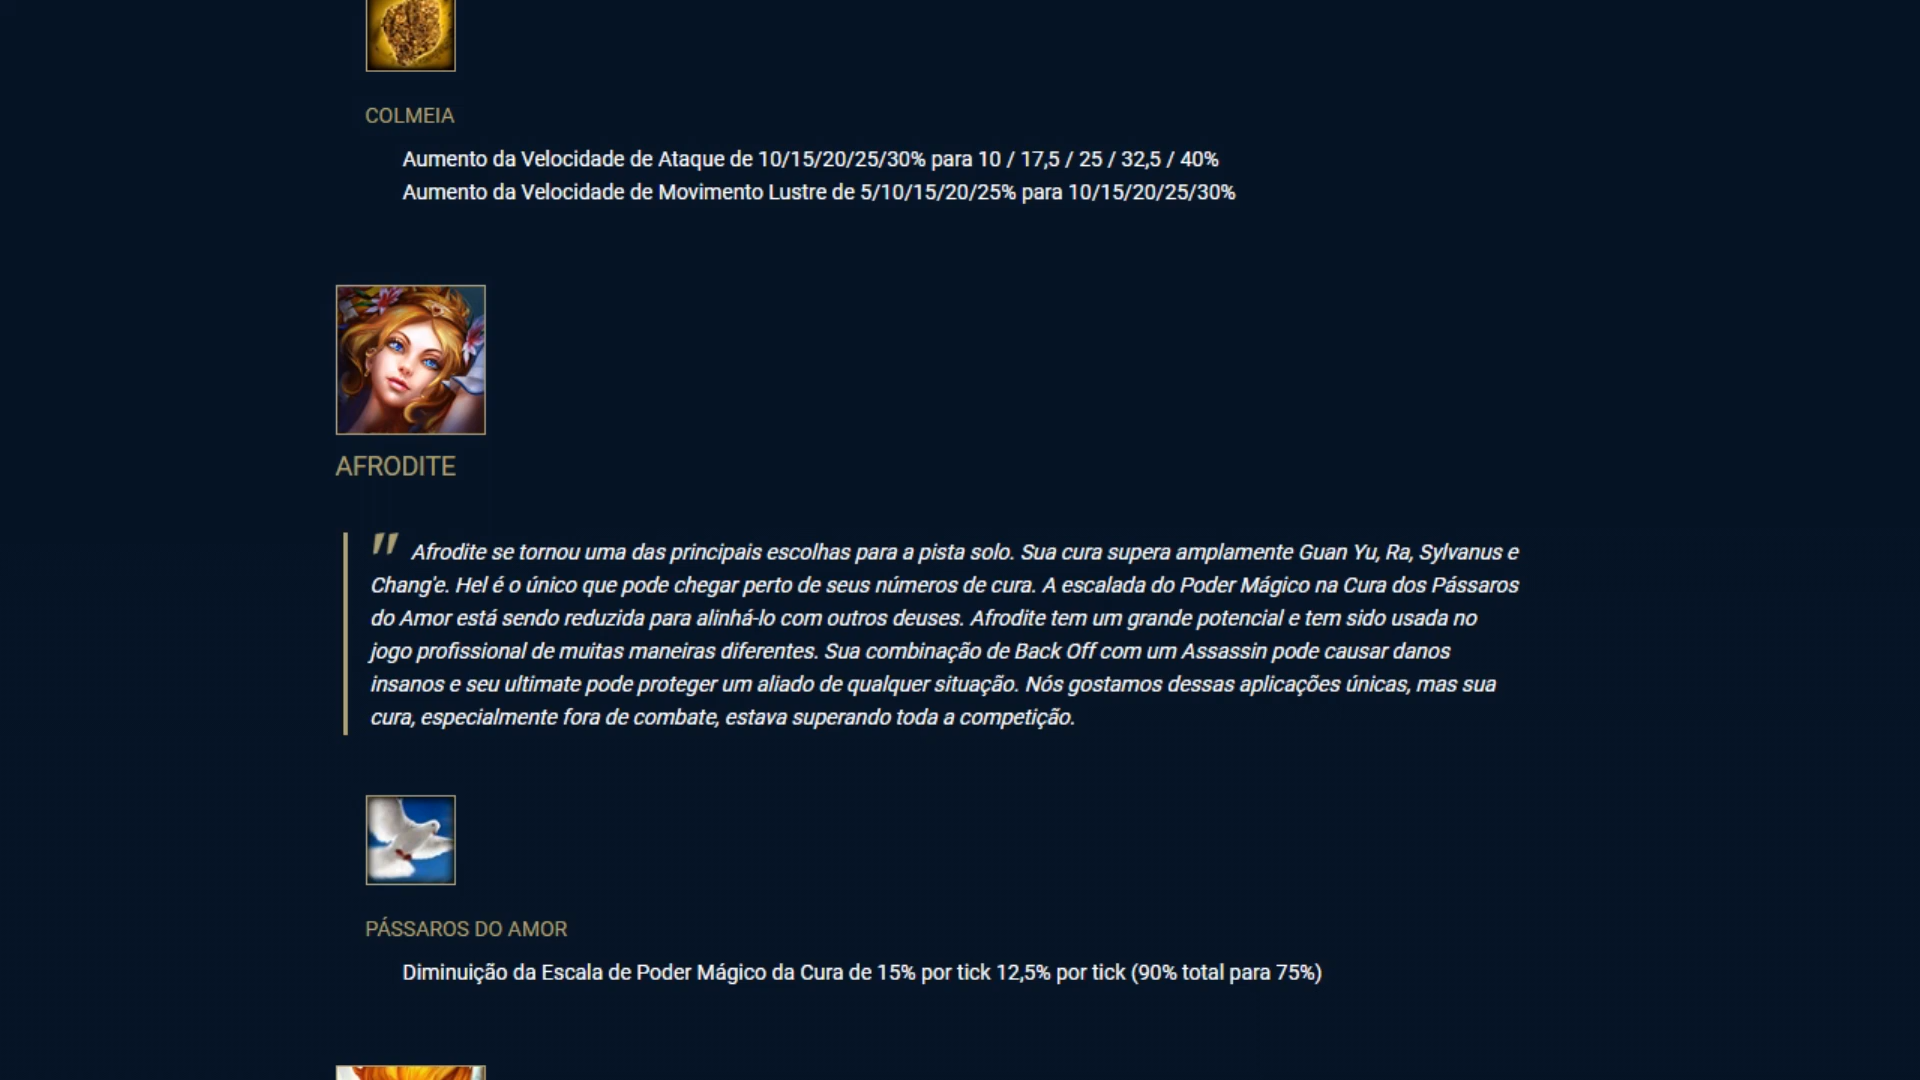 COLMEIA
Aumento da Velocidade de Ataque de 10/15/20/25/30% para 10 / 17,5 / 25 / 32,5 / 40%
Aumento da Velocidade de Movimento Lustre de 5/10/15/20/25% para 10/15/20/25/30%
AFRODITE
" Afrodite se tornou uma das principais escolhas para a pista solo. Sua cura supera amplamente Guan Yu, Ra, Sylvanus e
Chang'e. Hel é o único que pode chegar perto de seus números de cura. A escalada do Poder Mágico na Cura dos Pássaros
do Amor está sendo reduzida para alinhá-lo com outros deuses. Afrodite tem um grande potencial e tem sido usada no
jogo profissional de muitas maneiras diferentes. Sua combinação de Back Off com um Assassin pode causar danos
insanos e seu ultimate pode proteger um aliado de qualquer situação. Nós gostamos dessas aplicações únicas, mas sua
cura, especialmente fora de combate, estava superando toda a competição.
PÁSSAROS DO AMOR
Diminuição da Escala de Poder Mágico da Cura de 15% por tick 12,5% por tick (90% total para 75%)